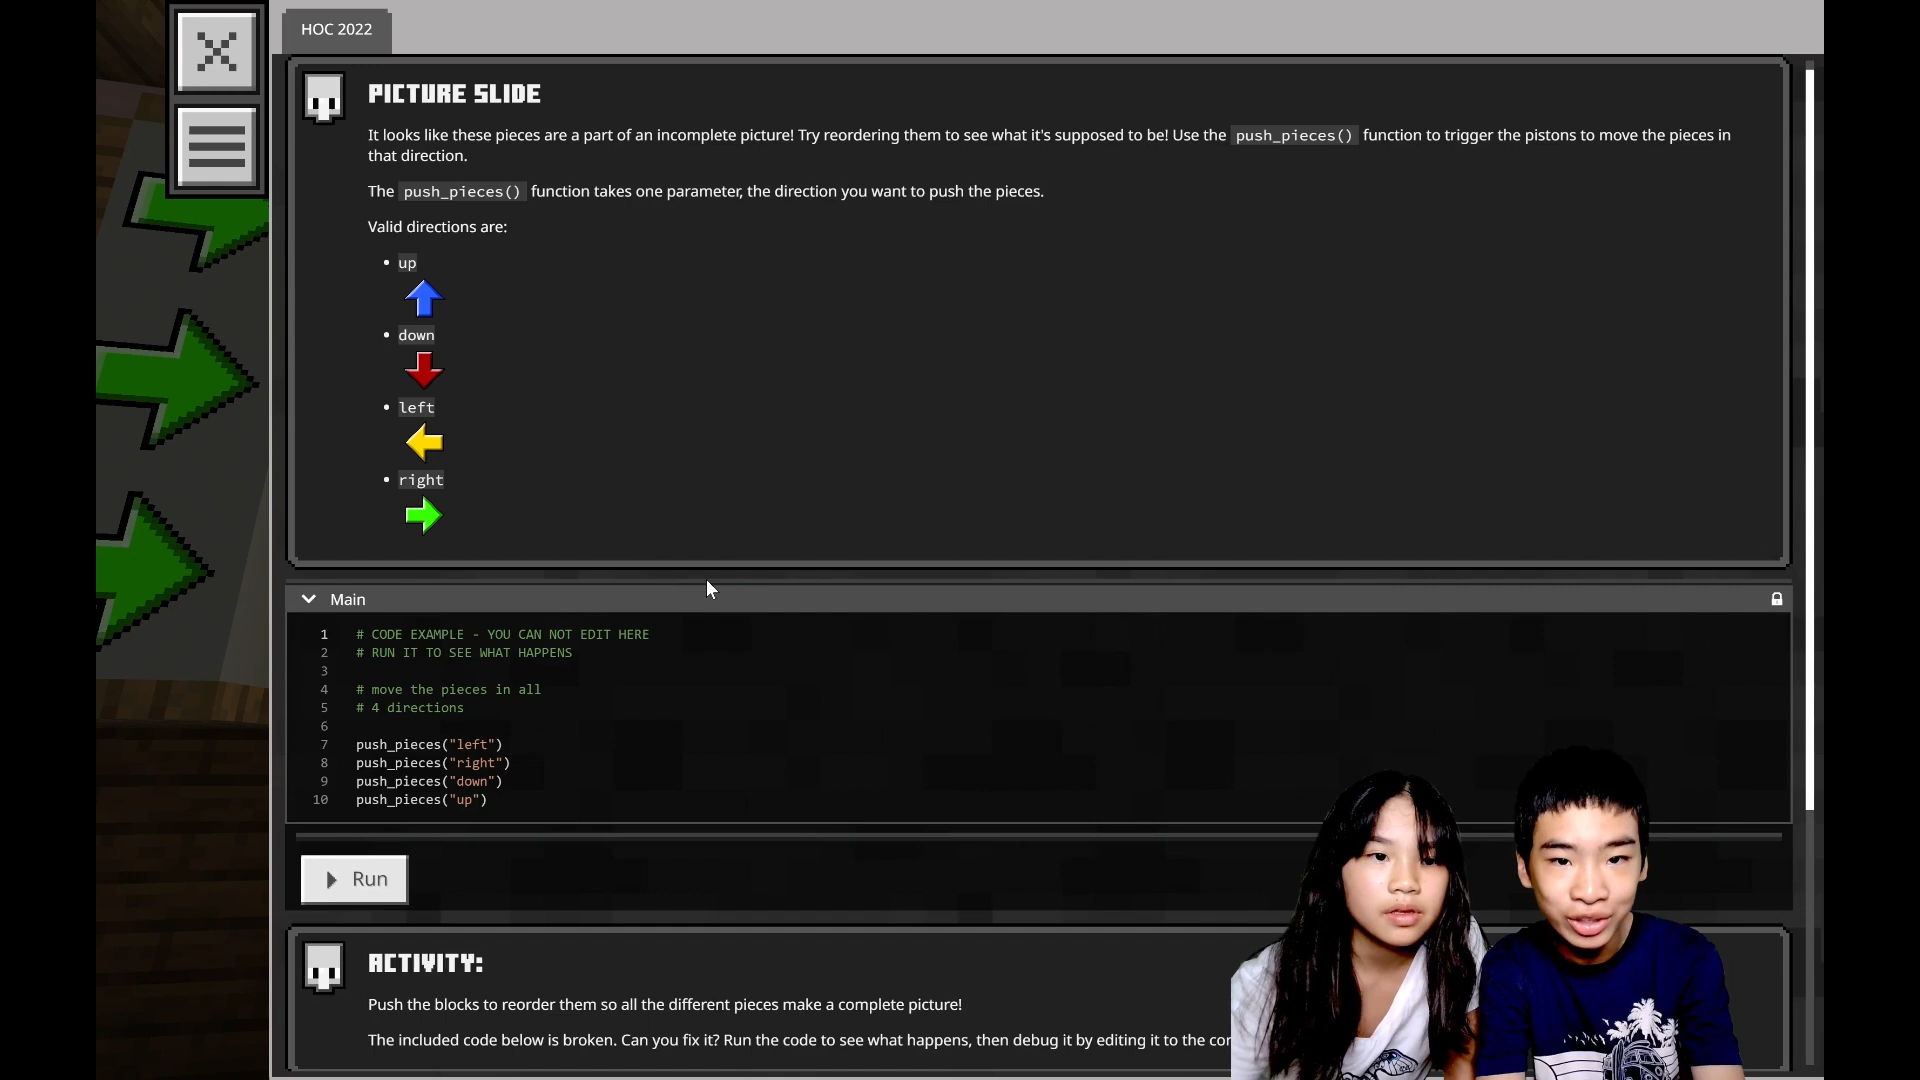 HOC 2022
PICTURE SLIDE
It looks like these pieces are a part of an incomplete picture! Try reordering them to see what it's supposed to be! Use the push_pieces() function to trigger the pistons to move the pieces in
that direction.
The push_pieces() function takes one parameter, the direction you want to push the pieces.
Valid directions are:
• up
• down
• left
• right
Main
1 # CODE EXAMPLE - YOU CAN NOT EDIT HERE
2 # RUN IT TO SEE WHAT HAPPENS
3
4 # move the pieces in all
5 # 4 directions
6
7 push_pieces("left")
8 push_pieces("right")
9 push_pieces("down")
10 push_pieces("up")
Run
ACTIVITY:
Push the blocks to reorder them so all the different pieces make a complete picture!
The included code below is broken. Can you fix it? Run the code to see what happens, then debug it by editing it to the